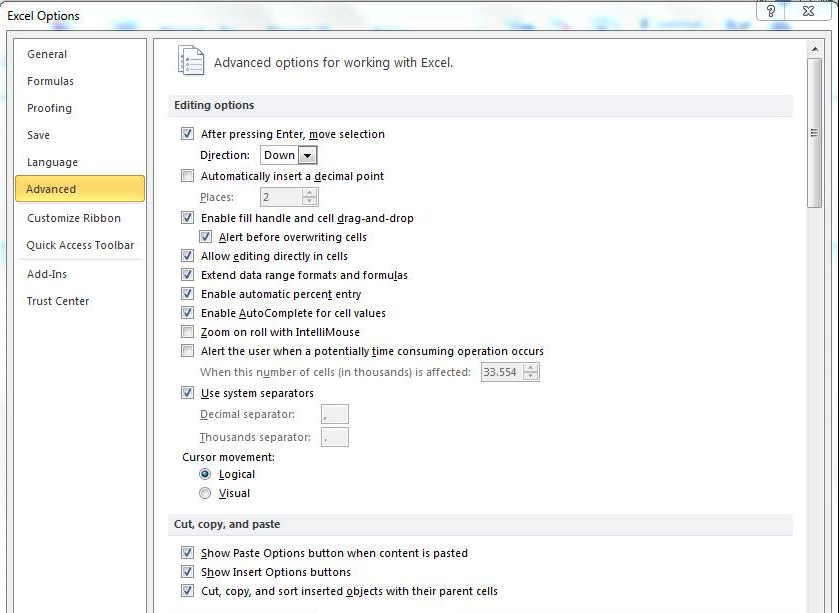 Excel Options
General
Formulas
Proofing
Save
Language
Advanced
Customize Ribbon
Quick Access Toolbar
Add-Ins
Trust Center
Advanced options for working with Excel.
Editing options
After pressing Enter, move selection
Direction: Down
Automatically insert a decimal point
Places: 2
Enable fill handle and cell drag-and-drop
Alert before overwriting cells
Allow editing directly in cells
Extend data range formats and formulas
Enable automatic percent entry
Enable AutoComplete for cell values
Zoom on roll with IntelliMouse
Alert the user when a potentially time consuming operation occurs
When this number of cells (in thousands) is affected: 33.554
Use system separators
Decimal separator: ,
Thousands separator: .
Cursor movement:
Logical
Visual
Cut, copy, and paste
Show Paste Options button when content is pasted
Show Insert Options buttons
Cut, copy, and sort inserted objects with their parent cells